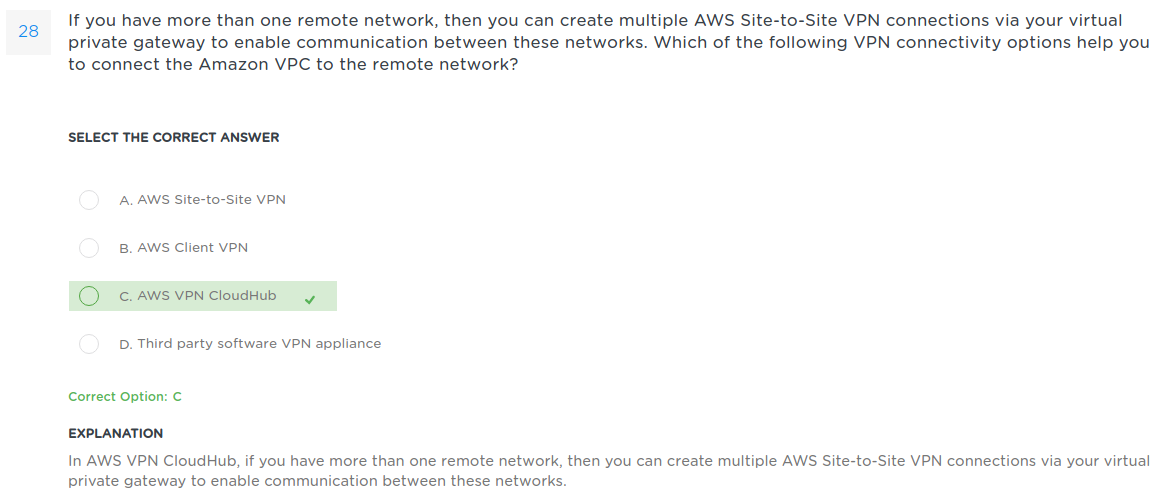 28
If you have more than one remote network, then you can create multiple AWS Site-to-Site VPN connections via your virtual
private gateway to enable communication between these networks. Which of the following VPN connectivity options help you
to connect the Amazon VPC to the remote network?
SELECT THE CORRECT ANSWER
A. AWS Site-to-Site VPN
B. AWS Client VPN
C. AWS VPN CloudHub
D. Third party software VPN appliance
Correct Option: C
EXPLANATION
In AWS VPN CloudHub, if you have more than one remote network, then you can create multiple AWS Site-to-Site VPN connections via your virtual
private gateway to enable communication between these networks.